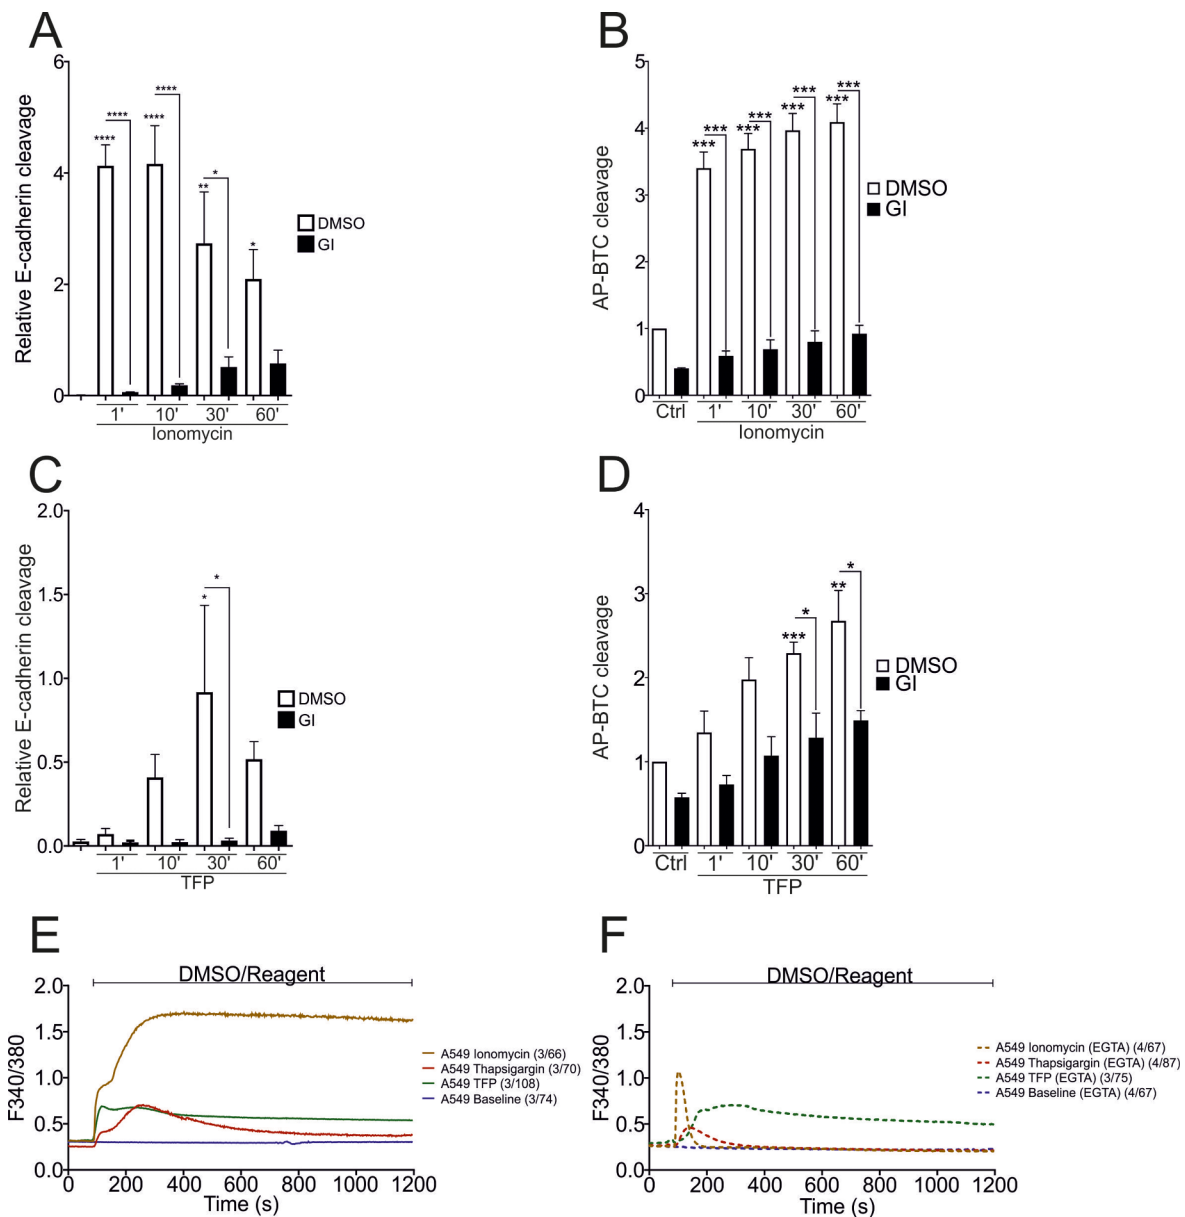 A
Relative E-cadherin cleavage
6
4
2
0
****
****
****
****
**
*
*
DMSO
GI
1' 10' 30' 60'
Ionomycin
B
AP-BTC cleavage
5
4
3
2
1
0
***
***
***
***
***
***
***
***
DMSO
GI
Ctrl 1' 10' 30' 60'
Ionomycin
C
Relative E-cadherin cleavage
2.0
1.5
1.0
0.5
0.0
*
*
DMSO
GI
1' 10' 30' 60'
TFP
D
AP-BTC cleavage
4
3
2
1
0
***
*
**
*
DMSO
GI
Ctrl 1' 10' 30' 60'
TFP
E
DMSO/Reagent
F340/380
2.0
1.5
1.0
0.5
0.0
0 200 400 600 800 1000 1200
Time (s)
A549 Ionomycin (3/66)
A549 Thapsigargin (3/70)
A549 TFP (3/108)
A549 Baseline (3/74)
F
DMSO/Reagent
F340/380
2.0
1.5
1.0
0.5
0.0
0 200 400 600 800 1000 1200
Time (s)
A549 Ionomycin (EGTA) (4/67)
A549 Thapsigargin (EGTA) (4/87)
A549 TFP (EGTA) (3/75)
A549 Baseline (EGTA) (4/67)